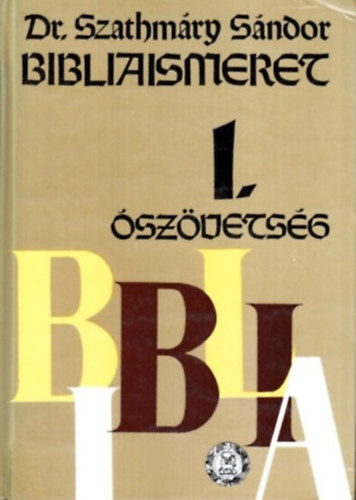 Dr. Szathmáry Sándor
BIBLIAISMERET
I.
ÓSZÖVETSÉG
BIBLIA